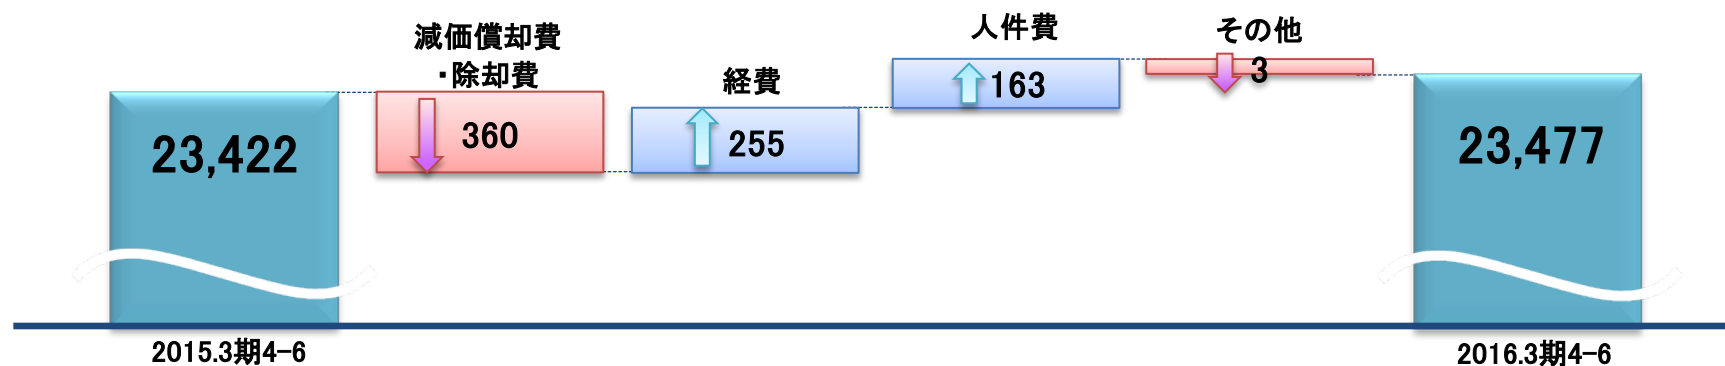 減価償却費
・除却費
経費
人件費
その他
23,422
360
255
163
3
23,477
2015.3期4-6
2016.3期4-6